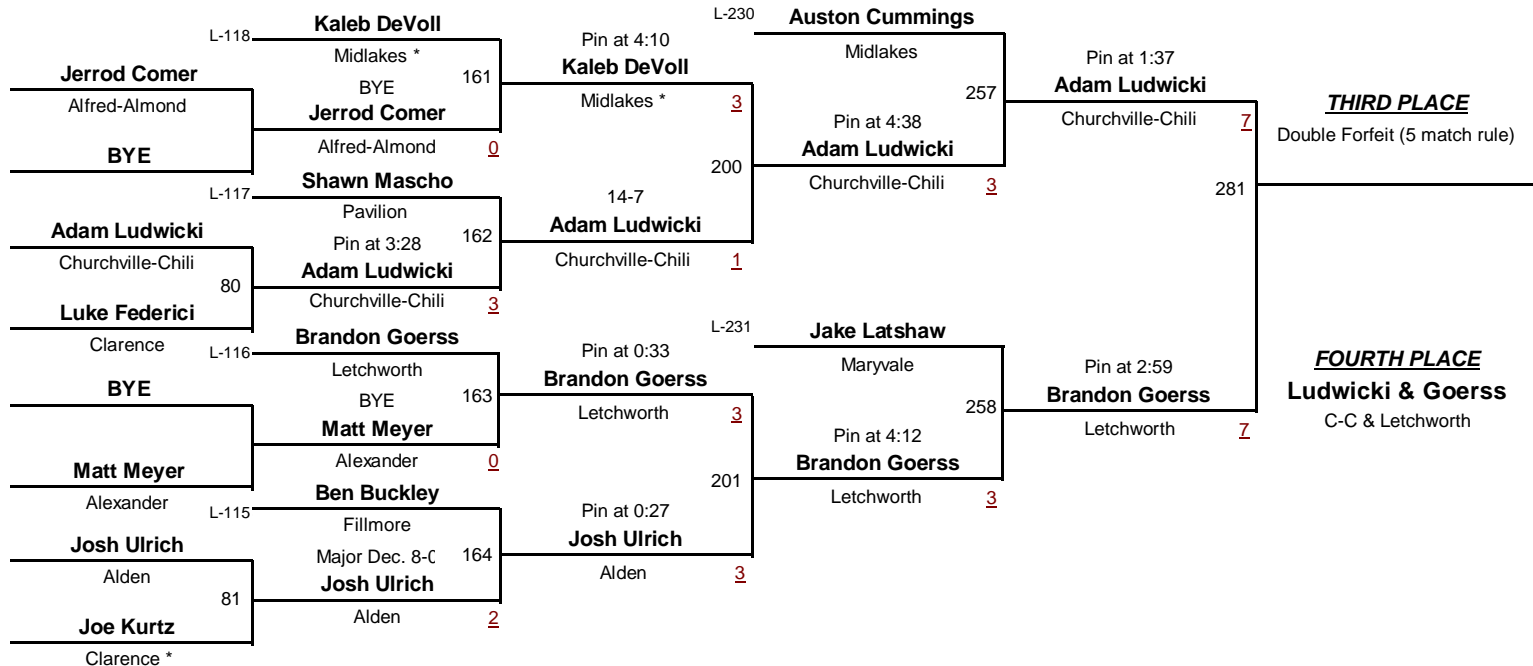 Jerrod Comer
Alfred-Almond
BYE
Adam Ludwicki
Churchville-Chili
80
Luke Federici
Clarence
BYE
Matt Meyer
Alexander
Josh Ulrich
Alden
81
Joe Kurtz
Clarence *
L-118
Kaleb DeVoll
Midlakes *
BYE
161
Jerrod Comer
Alfred-Almond 0
L-117
Shawn Mascho
Pavilion
Pin at 3:28
162
Adam Ludwicki
Churchville-Chili 3
L-116
Brandon Goerss
Letchworth
BYE
163
Matt Meyer
Alexander 0
L-115
Ben Buckley
Fillmore
Major Dec. 8-0
164
Josh Ulrich
Alden 2
Pin at 4:10
Kaleb DeVoll
Midlakes * 3
200
14-7
Adam Ludwicki
Churchville-Chili 1
Pin at 0:33
Brandon Goerss
Letchworth 3
201
Pin at 0:27
Josh Ulrich
Alden 3
L-230
Auston Cummings
Midlakes
257
Pin at 4:38
Adam Ludwicki
Churchville-Chili 3
L-231
Jake Latshaw
Maryvale
258
Pin at 4:12
Brandon Goerss
Letchworth 3
Pin at 1:37
Adam Ludwicki
Churchville-Chili 7
281
Pin at 2:59
Brandon Goerss
Letchworth 7
THIRD PLACE
Double Forfeit (5 match rule)
FOURTH PLACE
Ludwicki & Goerss
C-C & Letchworth